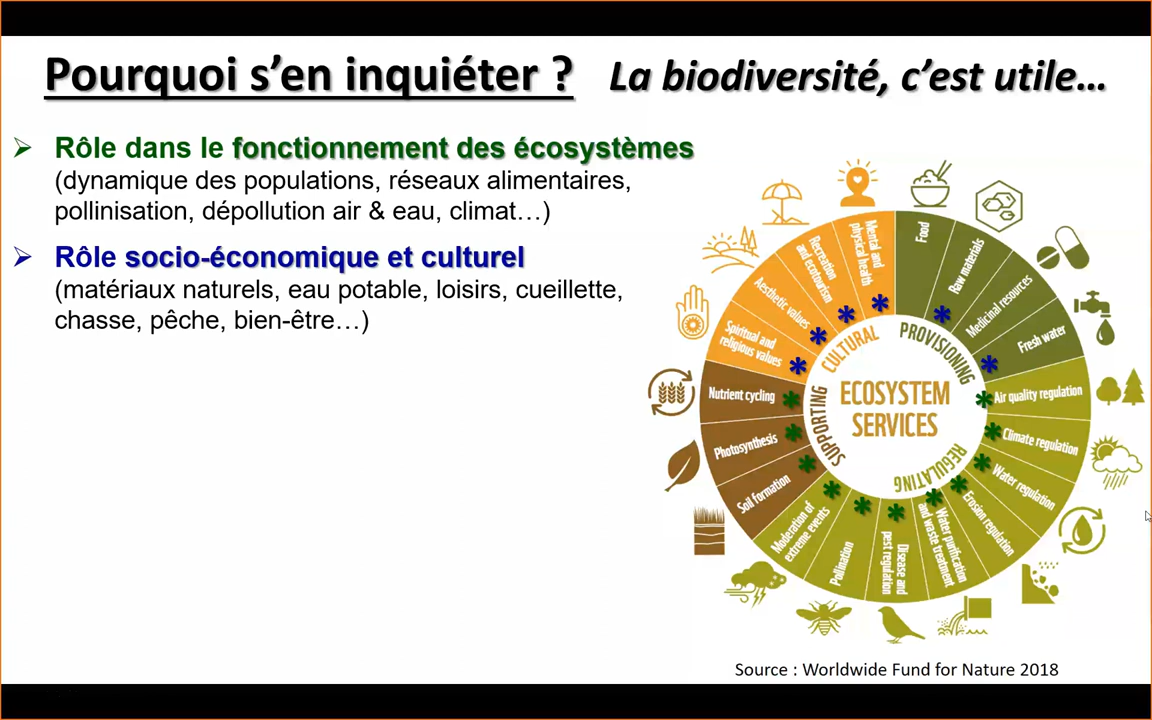 Pourquoi s’en inquiéter ? La biodiversité, c’est utile…
Rôle dans le fonctionnement des écosystèmes
(dynamique des populations, réseaux alimentaires,
pollinisation, dépollution air & eau, climat…)
Rôle socio-économique et culturel
(matériaux naturels, eau potable, loisirs, cueillette,
chasse, pêche, bien-être…)
ECOSYSTEM
SERVICES
PROVISIONING
Food
Raw materials
Medicinal resources
Fresh water
REGULATING
Air quality regulation
Climate regulation
Water regulation
Erosion regulation
Water purification
and waste treatment
Disease and
pest regulation
Pollination
Moderation of
extreme events
SUPPORTING
Soil formation
Photosynthesis
Nutrient cycling
CULTURAL
Spiritual and
religious values
Aesthetic values
Recreation
and ecotourism
Mental and
physical health
Source : Worldwide Fund for Nature 2018